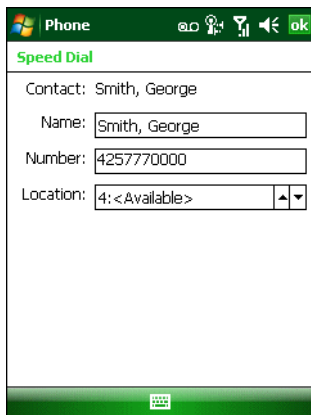 Phone
ok
Speed Dial
Contact: Smith, George
Name: Smith, George
Number: 4257770000
Location: 4:<Available>